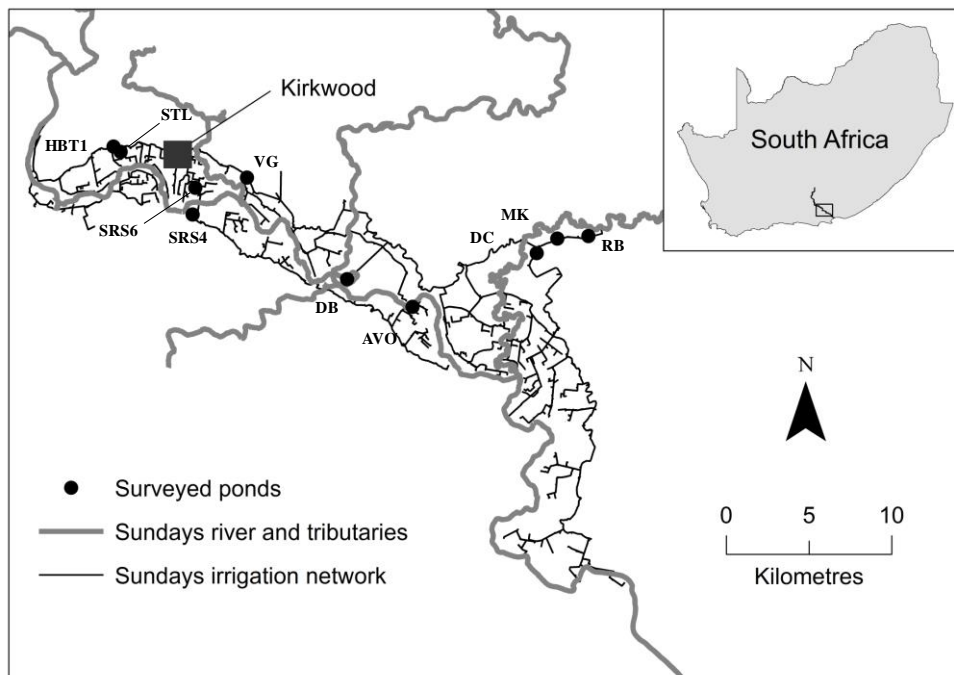 Kirkwood
STL
HBT1
VG
SRS6
SRS4
DB
AVO
MK
DC
RB
South Africa
N
Surveyed ponds
Sundays river and tributaries
Sundays irrigation network
0 5 10
Kilometres